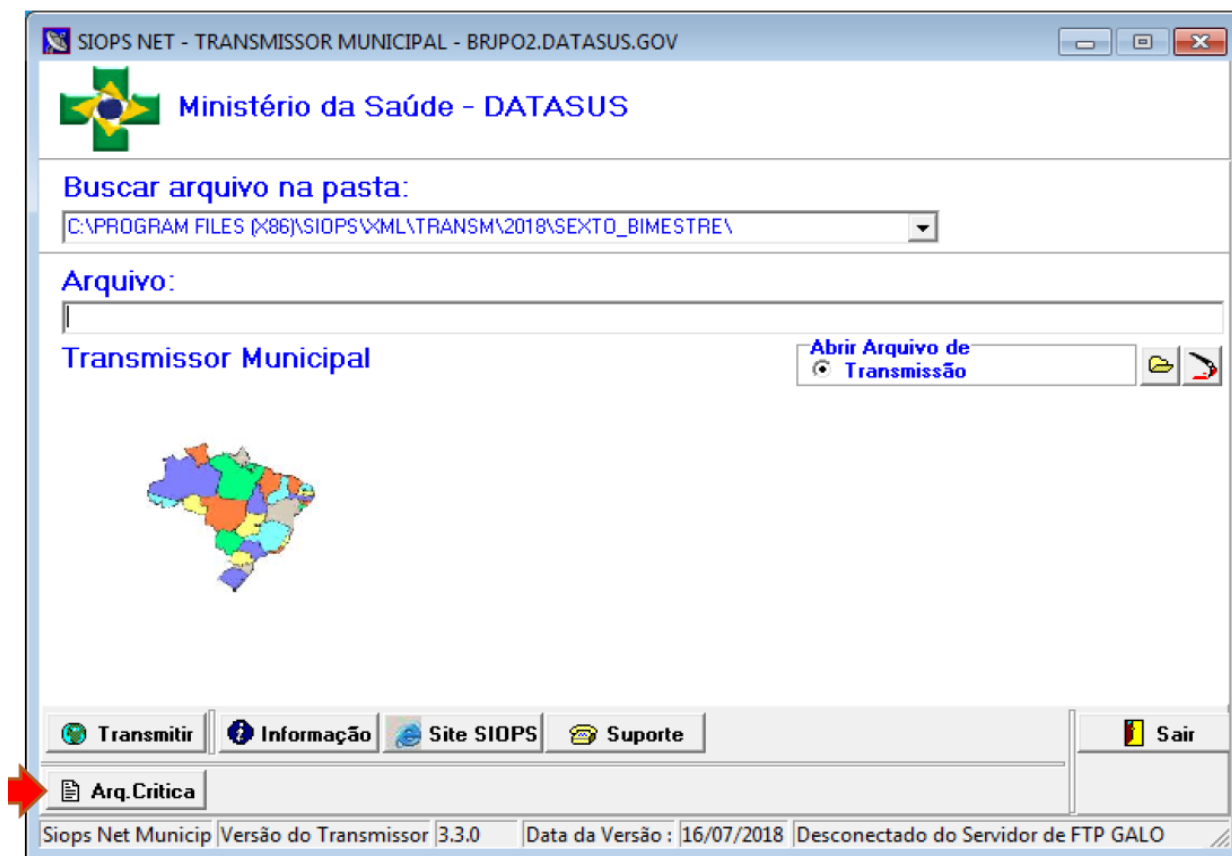 SIOPS NET - TRANSMISSOR MUNICIPAL - BRJPO2.DATASUS.GOV
Ministério da Saúde - DATASUS
Buscar arquivo na pasta:
C:\PROGRAM FILES (X86)\SIOPS\XML\TRANSM\2018\SEXTO_BIMESTRE\
Arquivo:
Transmissor Municipal
Abrir Arquivo de
Transmissão
Transmitir Informação Site SIOPS Suporte Sair
Arq.Critica
Siops Net Municip Versão do Transmissor 3.3.0 Data da Versão : 16/07/2018 Desconectado do Servidor de FTP GALO